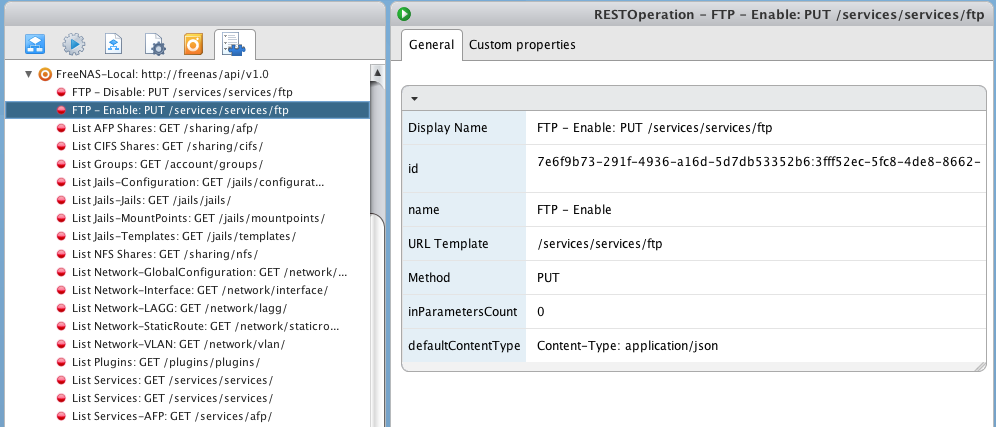 FreeNAS-Local: http://freenas/api/v1.0
FTP - Disable: PUT /services/services/ftp
FTP - Enable: PUT /services/services/ftp
List AFP Shares: GET /sharing/afp/
List CIFS Shares: GET /sharing/cifs/
List Groups: GET /account/groups/
List Jails-Configuration: GET /jails/configurat...
List Jails-Jails: GET /jails/jails/
List Jails-MountPoints: GET /jails/mountpoints/
List Jails-Templates: GET /jails/templates/
List NFS Shares: GET /sharing/nfs/
List Network-GlobalConfiguration: GET /network/...
List Network-Interface: GET /network/interface/
List Network-LAGG: GET /network/lagg/
List Network-StaticRoute: GET /network/staticro...
List Network-VLAN: GET /network/vlan/
List Plugins: GET /plugins/plugins/
List Services: GET /services/services/
List Services: GET /services/services/
List Services-AFP: GET /services/afp/
RESTOperation - FTP - Enable: PUT /services/services/ftp
General Custom properties
Display Name FTP - Enable: PUT /services/services/ftp
id 7e6f9b73-291f-4936-a16d-5d7db53352b6:3fff52ec-5fc8-4de8-8662-
name FTP - Enable
URL Template /services/services/ftp
Method PUT
inParametersCount 0
defaultContentType Content-Type: application/json